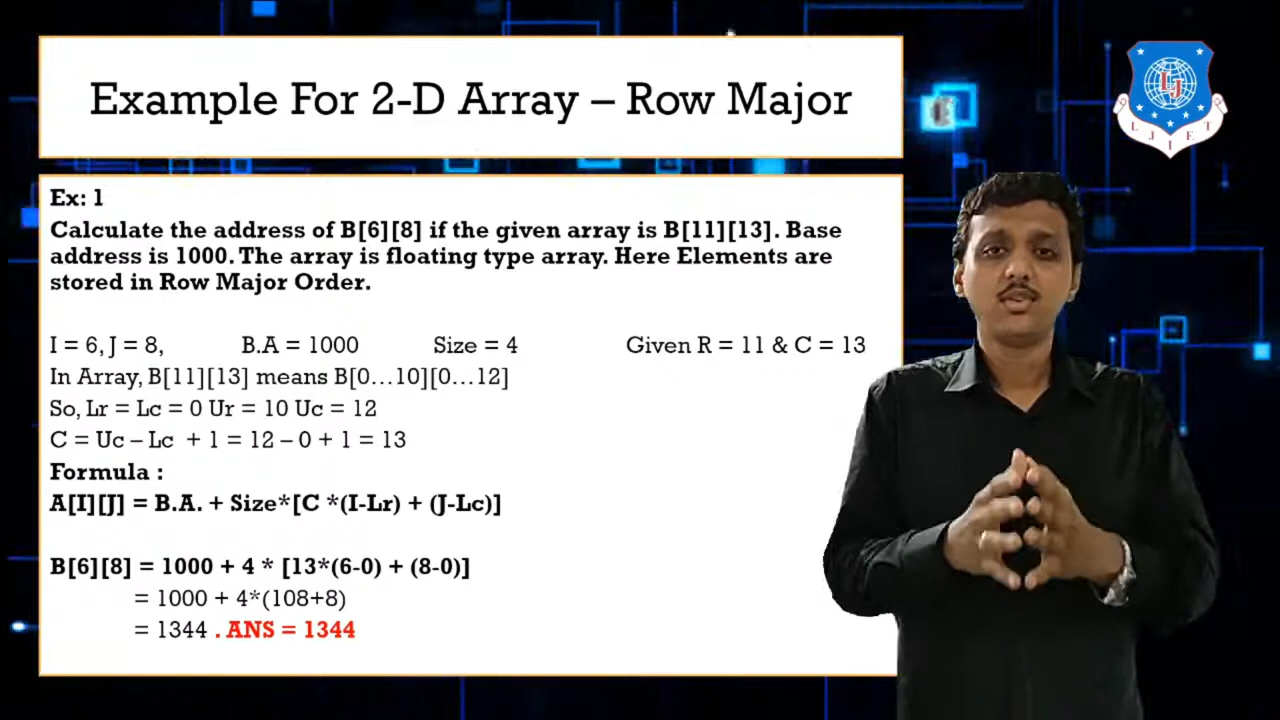 Example For 2-D Array – Row Major
LJ
L J I E T
Ex: 1
Calculate the address of B[6][8] if the given array is B[11][13]. Base
address is 1000. The array is floating type array. Here Elements are
stored in Row Major Order.
I = 6, J = 8, B.A = 1000 Size = 4 Given R = 11 & C = 13
In Array, B[11][13] means B[0…10][0…12]
So, Lr = Lc = 0 Ur = 10 Uc = 12
C = Uc – Lc + 1 = 12 – 0 + 1 = 13
Formula :
A[I][J] = B.A. + Size*[C *(I-Lr) + (J-Lc)]
B[6][8] = 1000 + 4 * [13*(6-0) + (8-0)]
= 1000 + 4*(108+8)
= 1344 . ANS = 1344